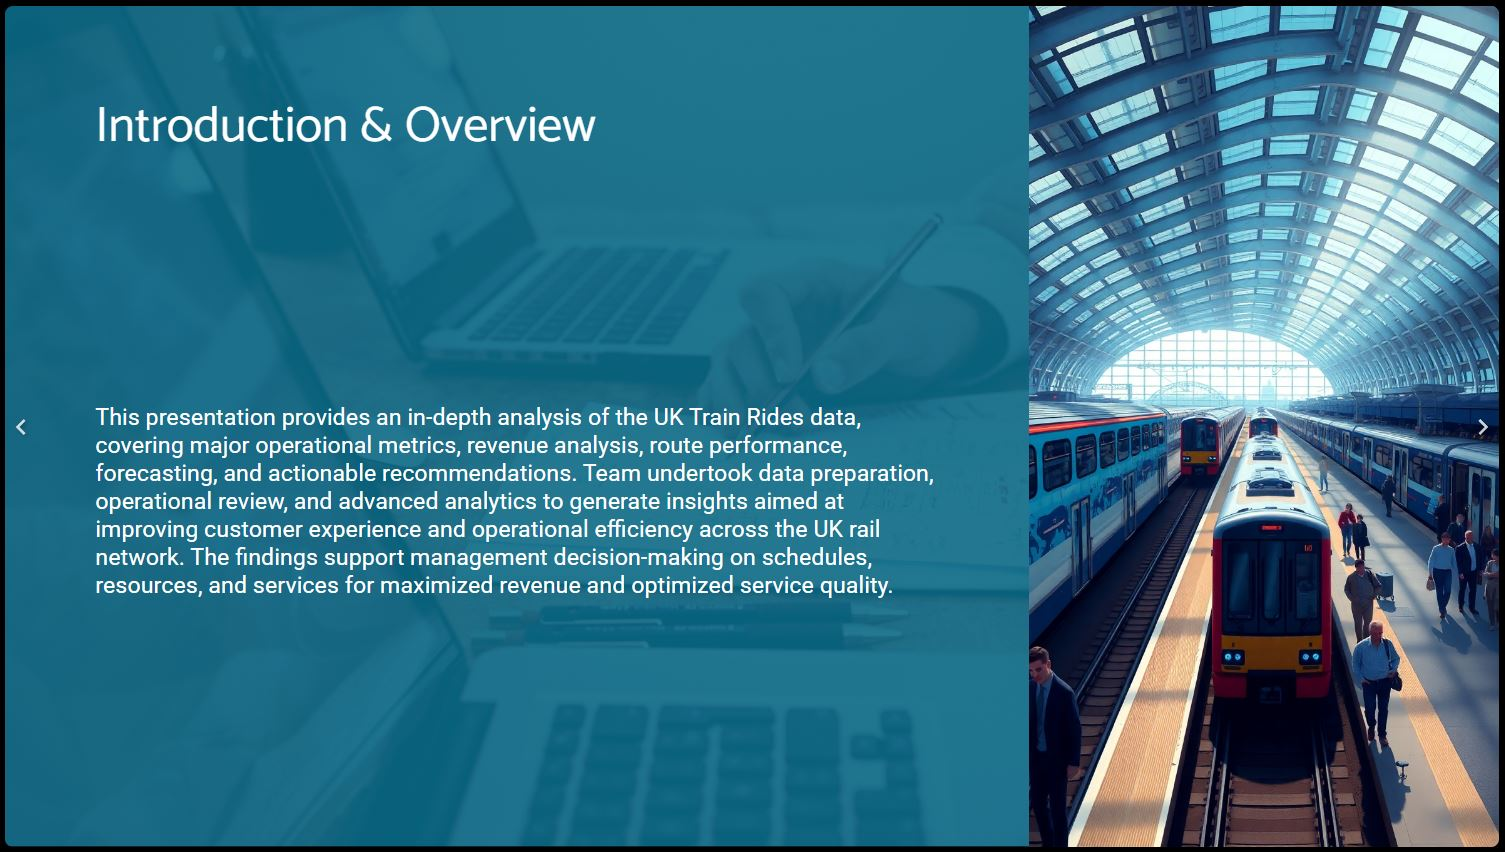 Introduction & Overview
This presentation provides an in-depth analysis of the UK Train Rides data,
covering major operational metrics, revenue analysis, route performance,
forecasting, and actionable recommendations. Team undertook data preparation,
operational review, and advanced analytics to generate insights aimed at
improving customer experience and operational efficiency across the UK rail
network. The findings support management decision-making on schedules,
resources, and services for maximized revenue and optimized service quality.